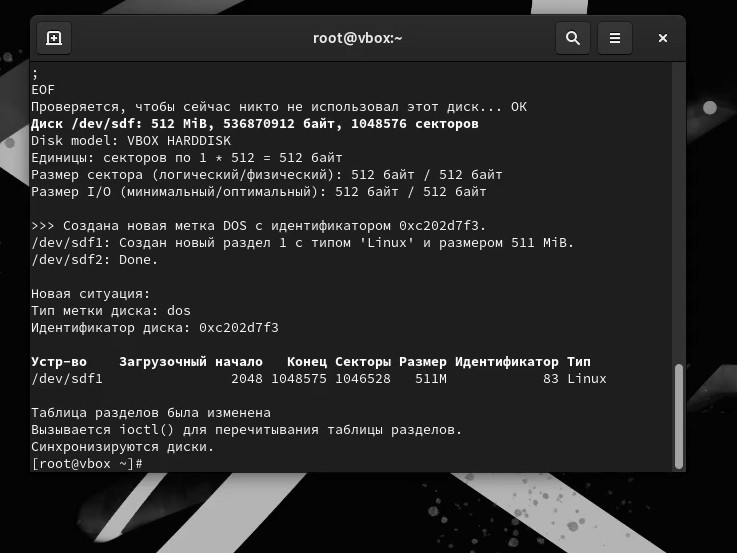 root@vbox:~
;
EOF
Проверяется, чтобы сейчас никто не использовал этот диск... ОК
Диск /dev/sdf: 512 MiB, 536870912 байт, 1048576 секторов
Disk model: VBOX HARDDISK
Единицы: секторов по 1 * 512 = 512 байт
Размер сектора (логический/физический): 512 байт / 512 байт
Размер I/O (минимальный/оптимальный): 512 байт / 512 байт
>>> Создана новая метка DOS с идентификатором 0xc202d7f3.
/dev/sdf1: Создан новый раздел 1 с типом 'Linux' и размером 511 MiB.
/dev/sdf2: Done.
Новая ситуация:
Тип метки диска: dos
Идентификатор диска: 0xc202d7f3
Устр-во    Загрузочный начало   Конец Секторы Размер Идентификатор Тип
/dev/sdf1                2048 1048575 1046528   511M            83 Linux
Таблица разделов была изменена
Вызывается ioctl() для перечитывания таблицы разделов.
Синхронизируются диски.
[root@vbox ~]#